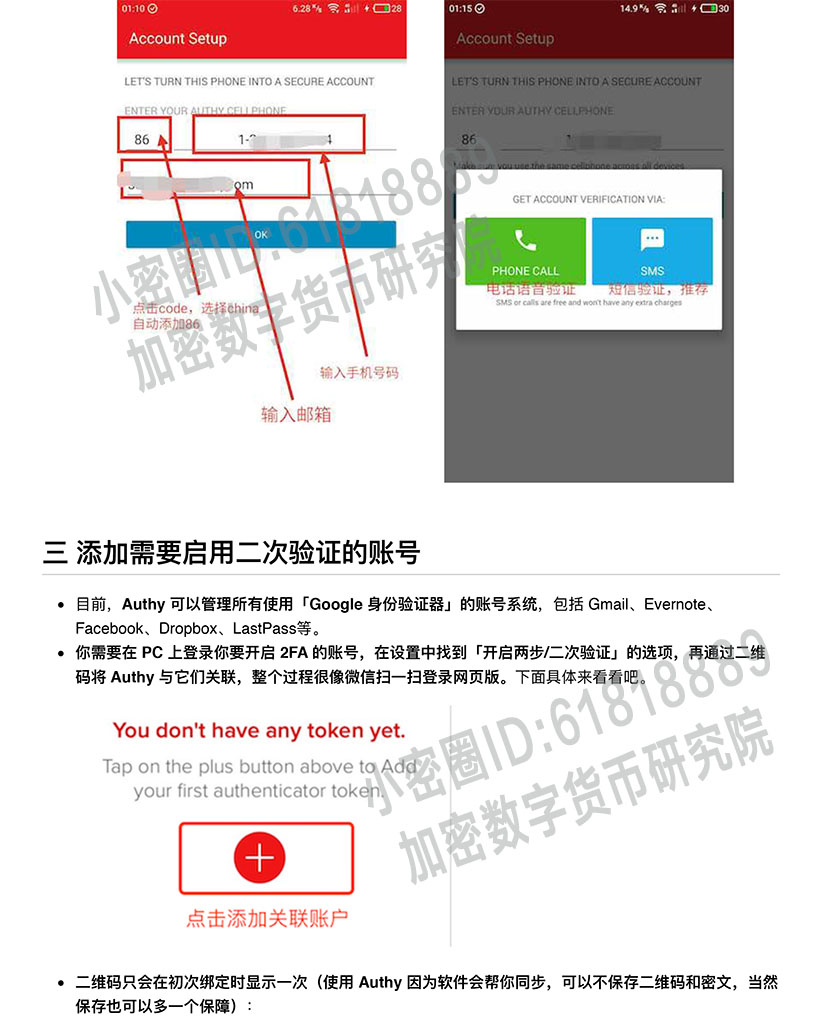 01:10 6.28 K/s 28
Account Setup
LET'S TURN THIS PHONE INTO A SECURE ACCOUNT
ENTER YOUR AUTHY CELLPHONE
86 1- 4
om
OK
点击code，选择china
自动添加86
输入手机号码
输入邮箱
01:15 14.9 K/s 30
Account Setup
LET'S TURN THIS PHONE INTO A SECURE ACCOUNT
ENTER YOUR AUTHY CELLPHONE
86 1
Make sure you use the same cellphone across all devices
GET ACCOUNT VERIFICATION VIA:
PHONE CALL SMS
电话语音验证 短信验证，推荐
SMS or calls are free and won't have any extra charges
小密圈ID:61818889
加密数字货币研究院
三 添加需要启用二次验证的账号
• 目前，Authy 可以管理所有使用「Google 身份验证器」的账号系统，包括 Gmail、Evernote、
Facebook、Dropbox、LastPass等。
• 你需要在 PC 上登录你要开启 2FA 的账号，在设置中找到「开启两步/二次验证」的选项，再通过二维
码将 Authy 与它们关联，整个过程很像微信扫一扫登录网页版。下面具体来看看吧。
You don't have any token yet.
Tap on the plus button above to Add
your first authenticator token.
点击添加关联账户
小密圈ID:61818889
加密数字货币研究院
• 二维码只会在初次绑定时显示一次（使用 Authy 因为软件会帮你同步，可以不保存二维码和密文，当然
保存也可以多一个保障）：